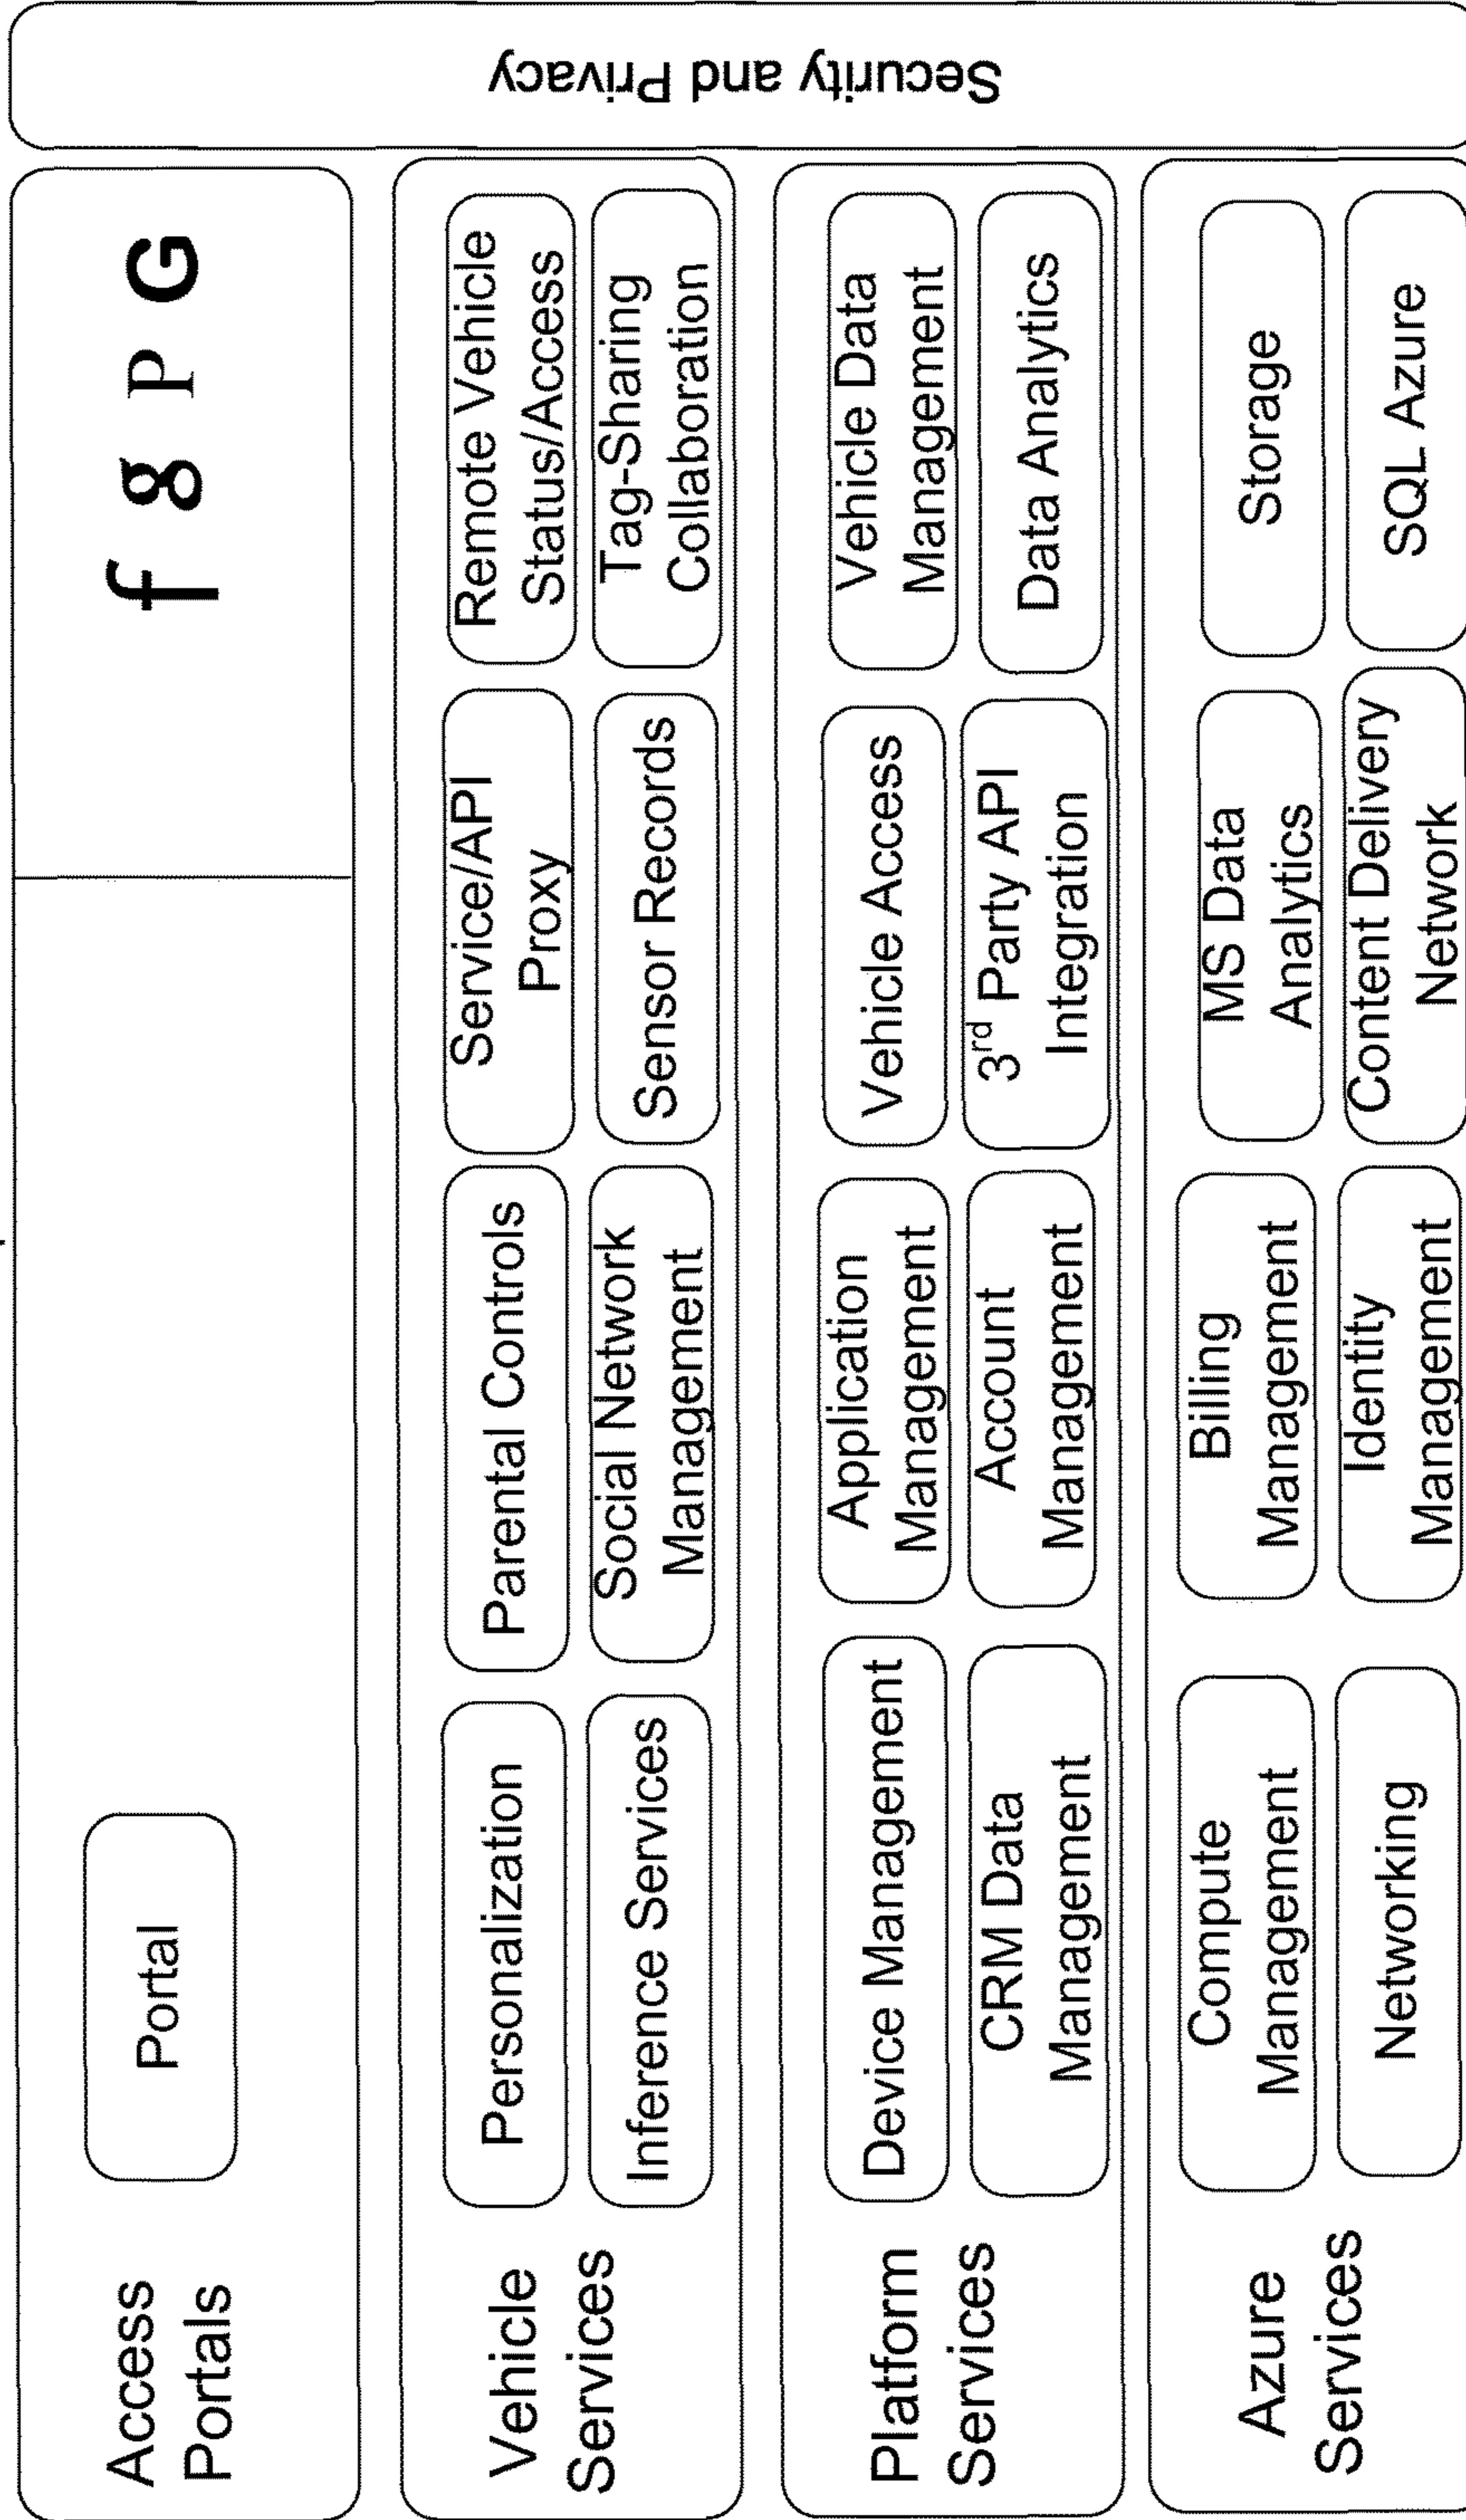 Access
Portals
Portal
f g P G
Vehicle
Services
Personalization
Parental Controls
Service/API
Proxy
Remote Vehicle
Status/Access
Inference Services
Social Network
Management
Sensor Records
Tag-Sharing
Collaboration
Platform
Services
Device Management
Application
Management
Vehicle Access
Vehicle Data
Management
CRM Data
Management
Account
Management
3rd Party API
Integration
Data Analytics
Azure
Services
Compute
Management
Billing
Management
MS Data
Analytics
Storage
Networking
Identity
Management
Content Delivery
Network
SQL Azure
Security and Privacy